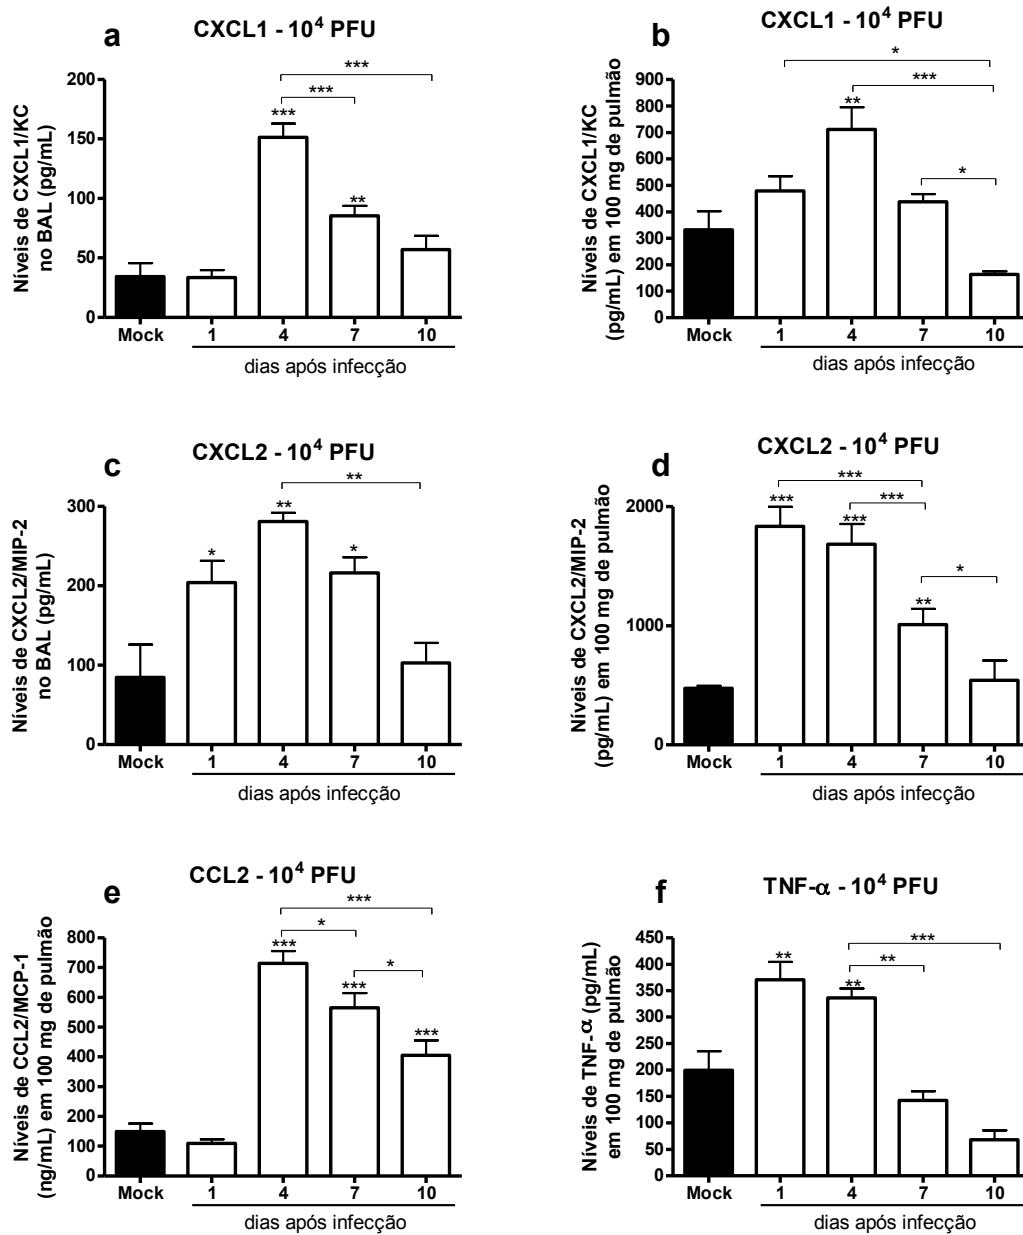 a
CXCL1 - 10⁴ PFU
Níveis de CXCL1/KC
no BAL (pg/mL)
200
150
100
50
0
***
***
***
**
Mock 1 4 7 10
dias após infecção
b
CXCL1 - 10⁴ PFU
Níveis de CXCL1/KC
(pg/mL) em 100 mg de pulmão
900
800
700
600
500
400
300
200
100
0
*
***
**
*
Mock 1 4 7 10
dias após infecção
c
CXCL2 - 10⁴ PFU
Níveis de CXCL2/MIP-2
no BAL (pg/mL)
300
200
100
0
**
**
*
*
Mock 1 4 7 10
dias após infecção
d
CXCL2 - 10⁴ PFU
Níveis de CXCL2/MIP-2
(pg/mL) em 100 mg de pulmão
2000
1000
0
***
***
***
***
*
**
Mock 1 4 7 10
dias após infecção
e
CCL2 - 10⁴ PFU
Níveis de CCL2/MCP-1
(ng/mL) em 100 mg de pulmão
800
700
600
500
400
300
200
100
0
***
*
***
*
***
***
Mock 1 4 7 10
dias após infecção
f
TNF-α - 10⁴ PFU
Níveis de TNF-α (pg/mL)
em 100 mg de pulmão
450
400
350
300
250
200
150
100
50
0
***
**
**
**
Mock 1 4 7 10
dias após infecção